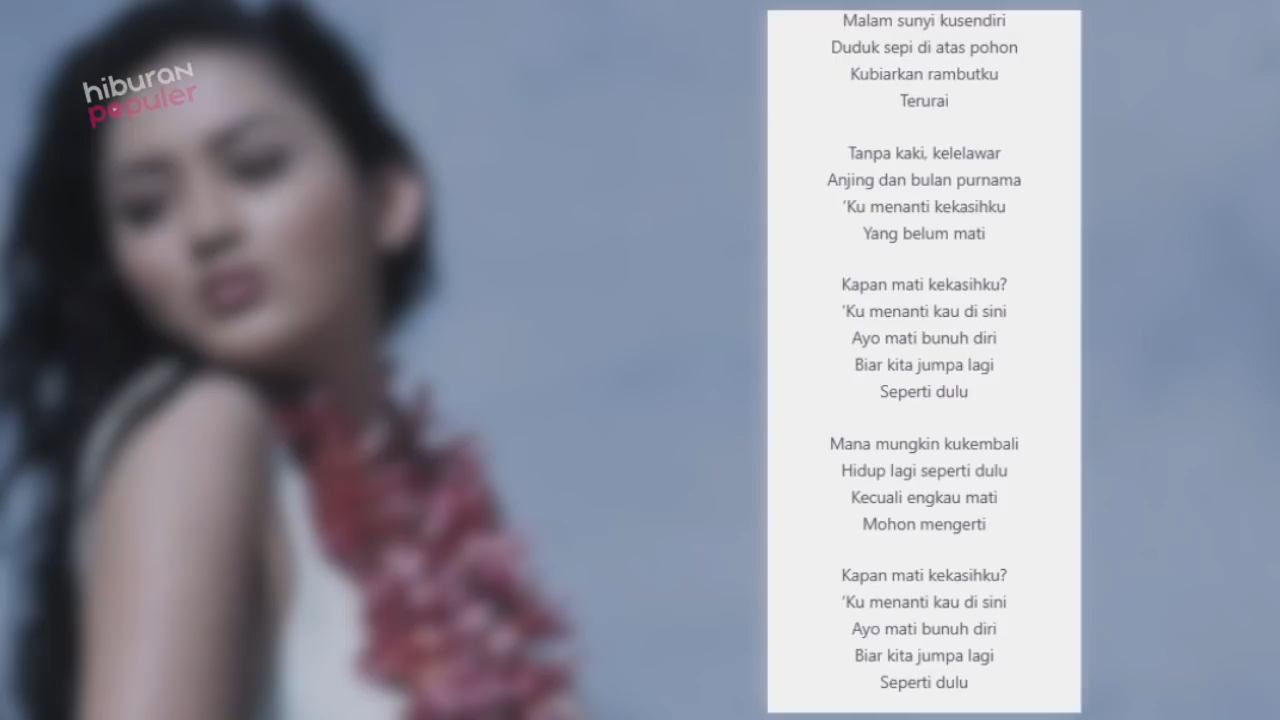 hiburan
populer
Malam sunyi kusendiri
Duduk sepi di atas pohon
Kubiarkan rambutku
Terurai
Tanpa kaki, kelelawar
Anjing dan bulan purnama
‘Ku menanti kekasihku
Yang belum mati
Kapan mati kekasihku?
‘Ku menanti kau di sini
Ayo mati bunuh diri
Biar kita jumpa lagi
Seperti dulu
Mana mungkin kukembali
Hidup lagi seperti dulu
Kecuali engkau mati
Mohon mengerti
Kapan mati kekasihku?
‘Ku menanti kau di sini
Ayo mati bunuh diri
Biar kita jumpa lagi
Seperti dulu